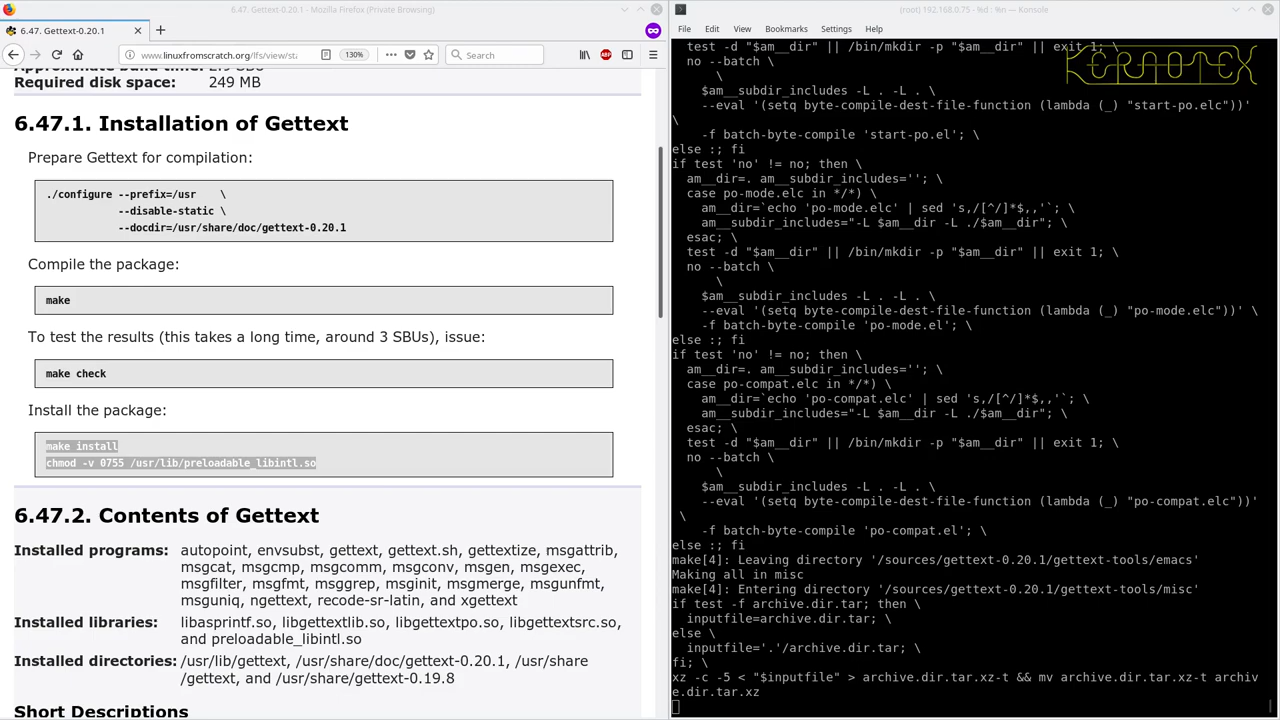 6.47. Gettext-0.20.1 - Mozilla Firefox (Private Browsing)
6.47. Gettext-0.20.1
www.linuxfromscratch.org/lfs/view/sta
130%
Search
Required disk space: 249 MB
6.47.1. Installation of Gettext
Prepare Gettext for compilation:
./configure --prefix=/usr    \
--disable-static \
--docdir=/usr/share/doc/gettext-0.20.1
Compile the package:
make
To test the results (this takes a long time, around 3 SBUs), issue:
make check
Install the package:
make install
chmod -v 0755 /usr/lib/preloadable_libintl.so
6.47.2. Contents of Gettext
Installed programs: autopoint, envsubst, gettext, gettext.sh, gettextize, msgattrib,
msgcat, msgcmp, msgcomm, msgconv, msgen, msgexec,
msgfilter, msgfmt, msggrep, msginit, msgmerge, msgunfmt,
msguniq, ngettext, recode-sr-latin, and xgettext
Installed libraries: libasprintf.so, libgettextlib.so, libgettextpo.so, libgettextsrc.so,
and preloadable_libintl.so
Installed directories: /usr/lib/gettext, /usr/share/doc/gettext-0.20.1, /usr/share
/gettext, and /usr/share/gettext-0.19.8
Short Descriptions
(root) 192.168.0.75 - %d : %n — Konsole
File Edit View Bookmarks Settings Help
KERNOTEX
test -d "$am__dir" || /bin/mkdir -p "$am__dir" || exit 1; \
no --batch \
\
$am__subdir_includes -L . -L . \
--eval '(setq byte-compile-dest-file-function (lambda (_) "start-po.elc"))'
\
-f batch-byte-compile 'start-po.el'; \
else :; fi
if test 'no' != no; then \
am__dir=. am__subdir_includes=''; \
case po-mode.elc in */*) \
am__dir=`echo 'po-mode.elc' | sed 's,/[^/]*$,,'`; \
am__subdir_includes="-L $am__dir -L ./$am__dir"; \
esac; \
test -d "$am__dir" || /bin/mkdir -p "$am__dir" || exit 1; \
no --batch \
\
$am__subdir_includes -L . -L . \
--eval '(setq byte-compile-dest-file-function (lambda (_) "po-mode.elc"))' \
-f batch-byte-compile 'po-mode.el'; \
else :; fi
if test 'no' != no; then \
am__dir=. am__subdir_includes=''; \
case po-compat.elc in */*) \
am__dir=`echo 'po-compat.elc' | sed 's,/[^/]*$,,'`; \
am__subdir_includes="-L $am__dir -L ./$am__dir"; \
esac; \
test -d "$am__dir" || /bin/mkdir -p "$am__dir" || exit 1; \
no --batch \
\
$am__subdir_includes -L . -L . \
--eval '(setq byte-compile-dest-file-function (lambda (_) "po-compat.elc"))'
\
-f batch-byte-compile 'po-compat.el'; \
else :; fi
make[4]: Leaving directory '/sources/gettext-0.20.1/gettext-tools/emacs'
Making all in misc
make[4]: Entering directory '/sources/gettext-0.20.1/gettext-tools/misc'
if test -f archive.dir.tar; then \
inputfile=archive.dir.tar; \
else \
inputfile='.'/archive.dir.tar; \
fi; \
xz -c -5 < "$inputfile" > archive.dir.tar.xz-t && mv archive.dir.tar.xz-t archiv
e.dir.tar.xz